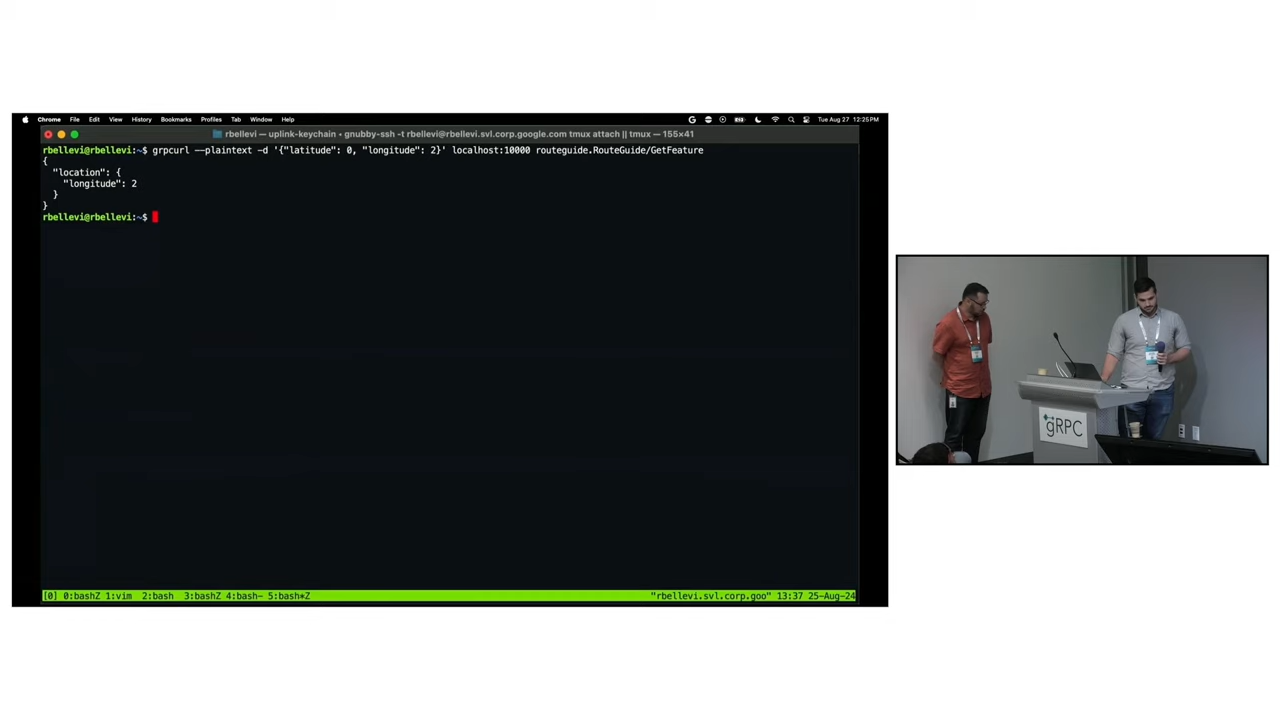 Chrome File Edit View History Bookmarks Profiles Tab Window Help G Tue Aug 27 12:25PM
rbellevi — uplink-keychain • gnubby-ssh -t rbellevi@rbellevi.svl.corp.google.com tmux attach || tmux — 155×41
rbellevi@rbellevi:~$ grpcurl --plaintext -d '{"latitude": 0, "longitude": 2}' localhost:10000 routeguide.RouteGuide/GetFeature
{
"location": {
"longitude": 2
}
}
rbellevi@rbellevi:~$
[0] 0:bashZ 1:vim 2:bash 3:bashZ 4:bash- 5:bash*Z "rbellevi.svl.corp.goo" 13:37 25-Aug-24
gRPC